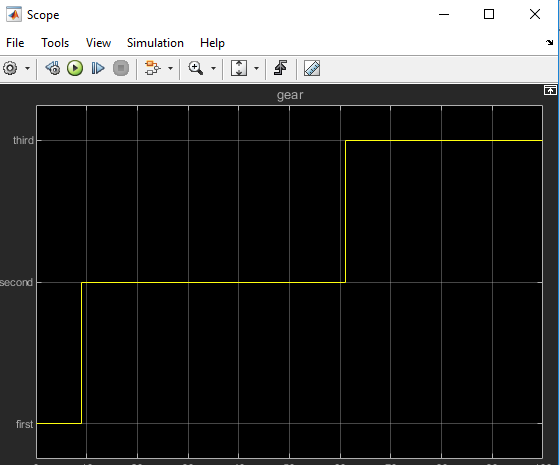 Scope
File Tools View Simulation Help
gear
third
second
first